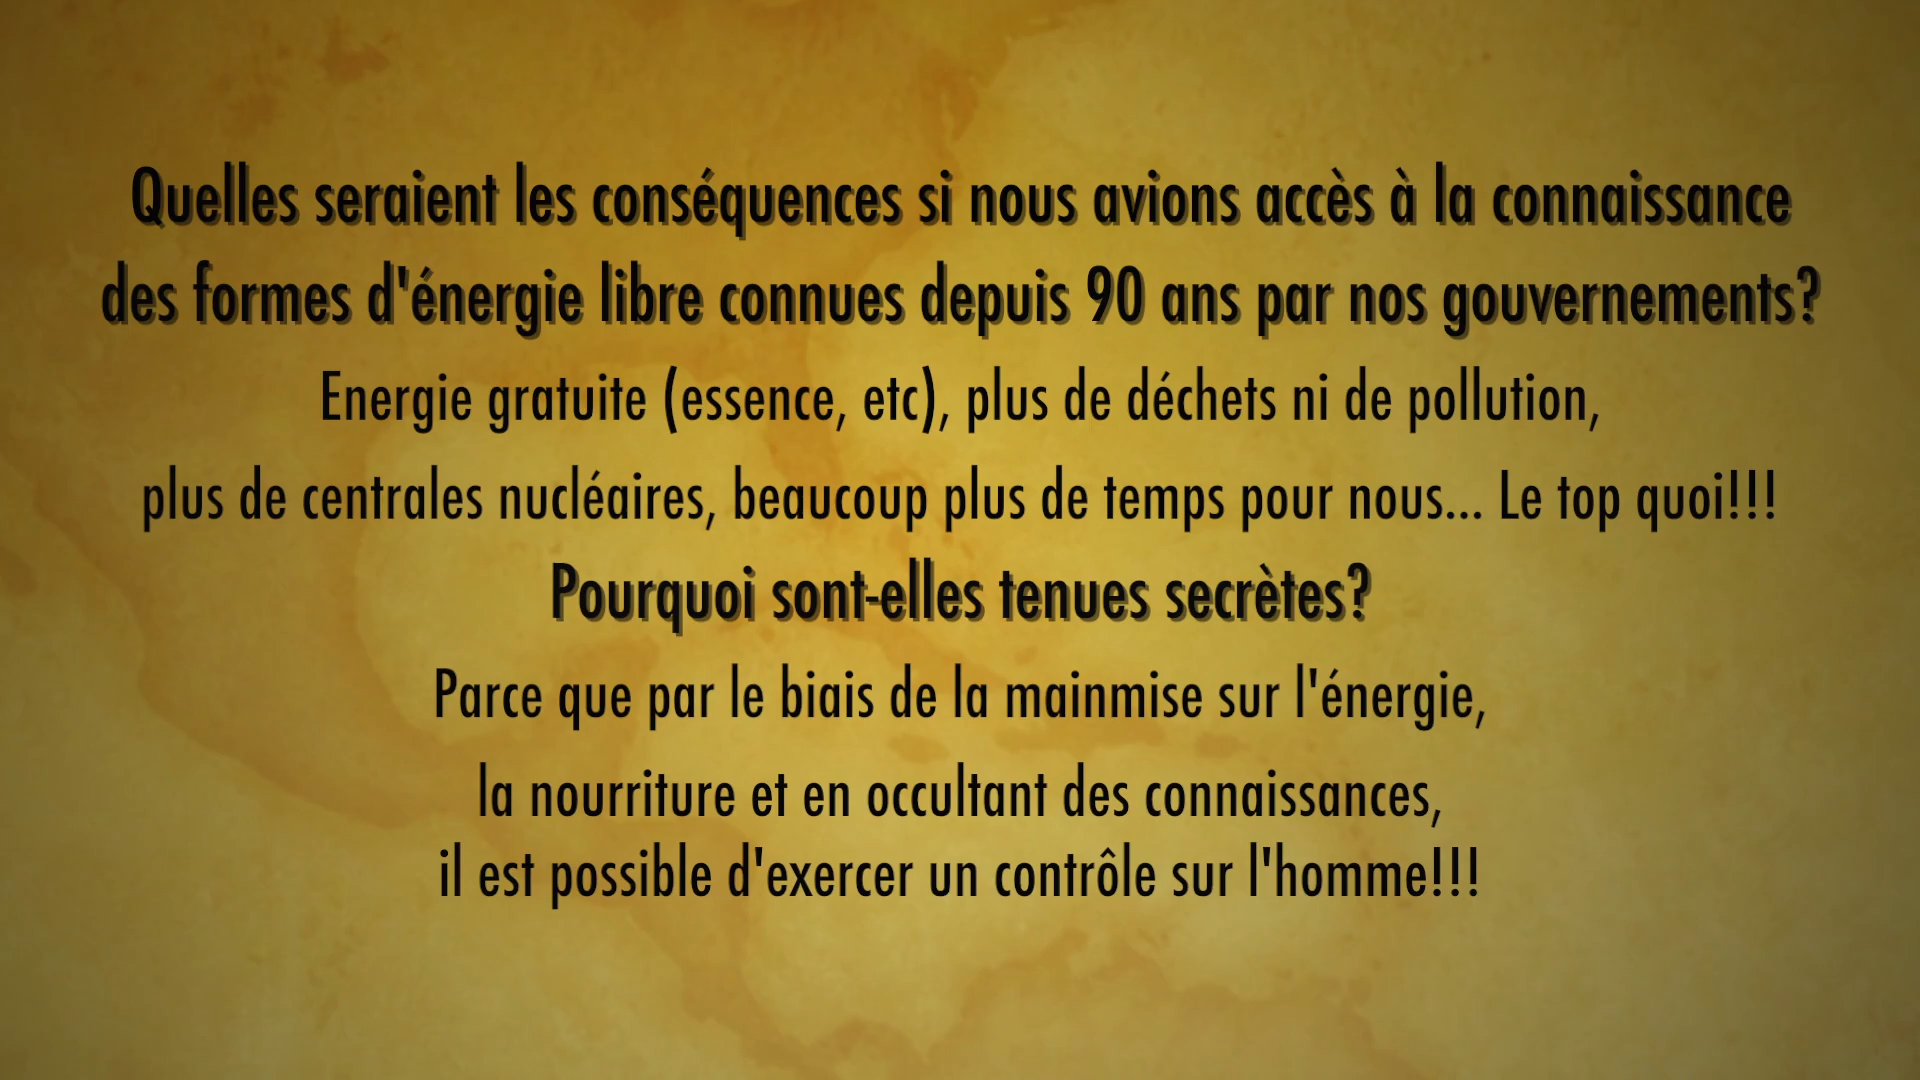 Quelles seraient les conséquences si nous avions accès à la connaissance
des formes d'énergie libre connues depuis 90 ans par nos gouvernements?
Energie gratuite (essence, etc), plus de déchets ni de pollution,
plus de centrales nucléaires, beaucoup plus de temps pour nous... Le top quoi!!!
Pourquoi sont-elles tenues secrètes?
Parce que par le biais de la mainmise sur l'énergie,
la nourriture et en occultant des connaissances,
il est possible d'exercer un contrôle sur l'homme!!!